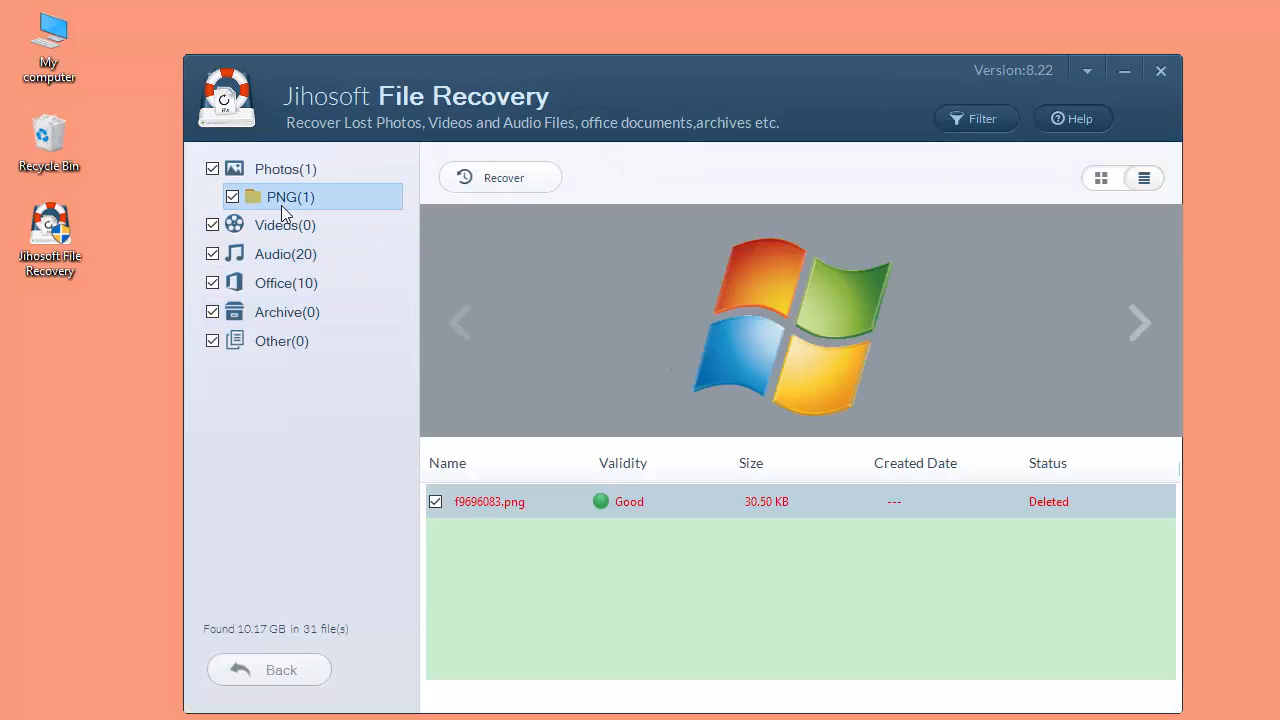 My
computer
Recycle Bin
Jihosoft File
Recovery
Version:8.22
Jihosoft File Recovery
Recover Lost Photos, Videos and Audio Files, office documents,archives etc.
Filter
Help
Photos(1)
PNG(1)
Videos(0)
Audio(20)
Office(10)
Archive(0)
Other(0)
Found 10.17 GB in 31 file(s)
Back
Recover
Name Validity Size Created Date Status
f9696083.png Good 30.50 KB --- Deleted